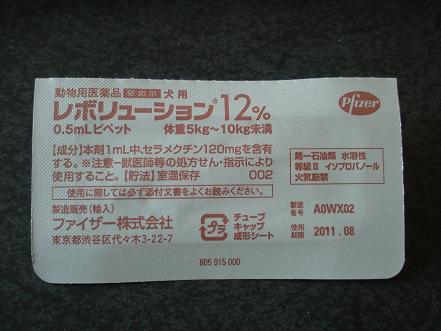 動物用医薬品 要指示 犬用
レボリューション®12%
0.5mLピペット 体重5kg～10kg未満
Pfizer
【成分】本剤1mL中、セラメクチン120mgを含有
する。※注意－獣医師等の処方せん・指示により
使用すること。【貯法】室温保存 002
使用に際しては必ず添付文書をよくお読みください。
第一石油類 水溶性
等級Ⅱ イソプロパノール
火気厳禁
製造販売(輸入)
ファイザー株式会社
東京都渋谷区代々木3-22-7
プラ
チューブ
キャップ
成形シート
製造番号 A0WX02
使用期限 2011.08
805 915 000